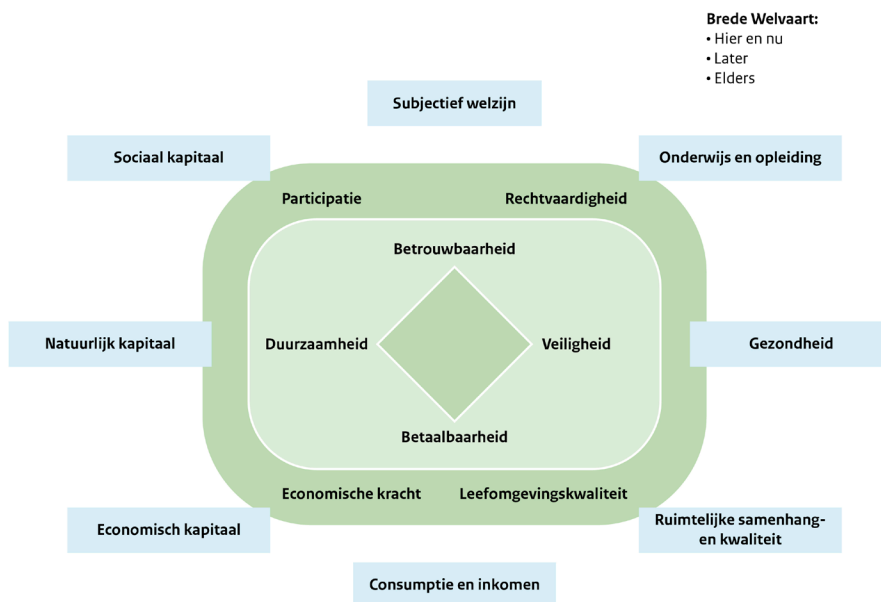 Brede Welvaart:
• Hier en nu
• Later
• Elders
Subjectief welzijn
Sociaal kapitaal
Onderwijs en opleiding
Participatie
Rechtvaardigheid
Betrouwbaarheid
Natuurlijk kapitaal
Duurzaamheid
Veiligheid
Gezondheid
Betaalbaarheid
Economische kracht
Leefomgevingskwaliteit
Economisch kapitaal
Ruimtelijke samenhang-
en kwaliteit
Consumptie en inkomen